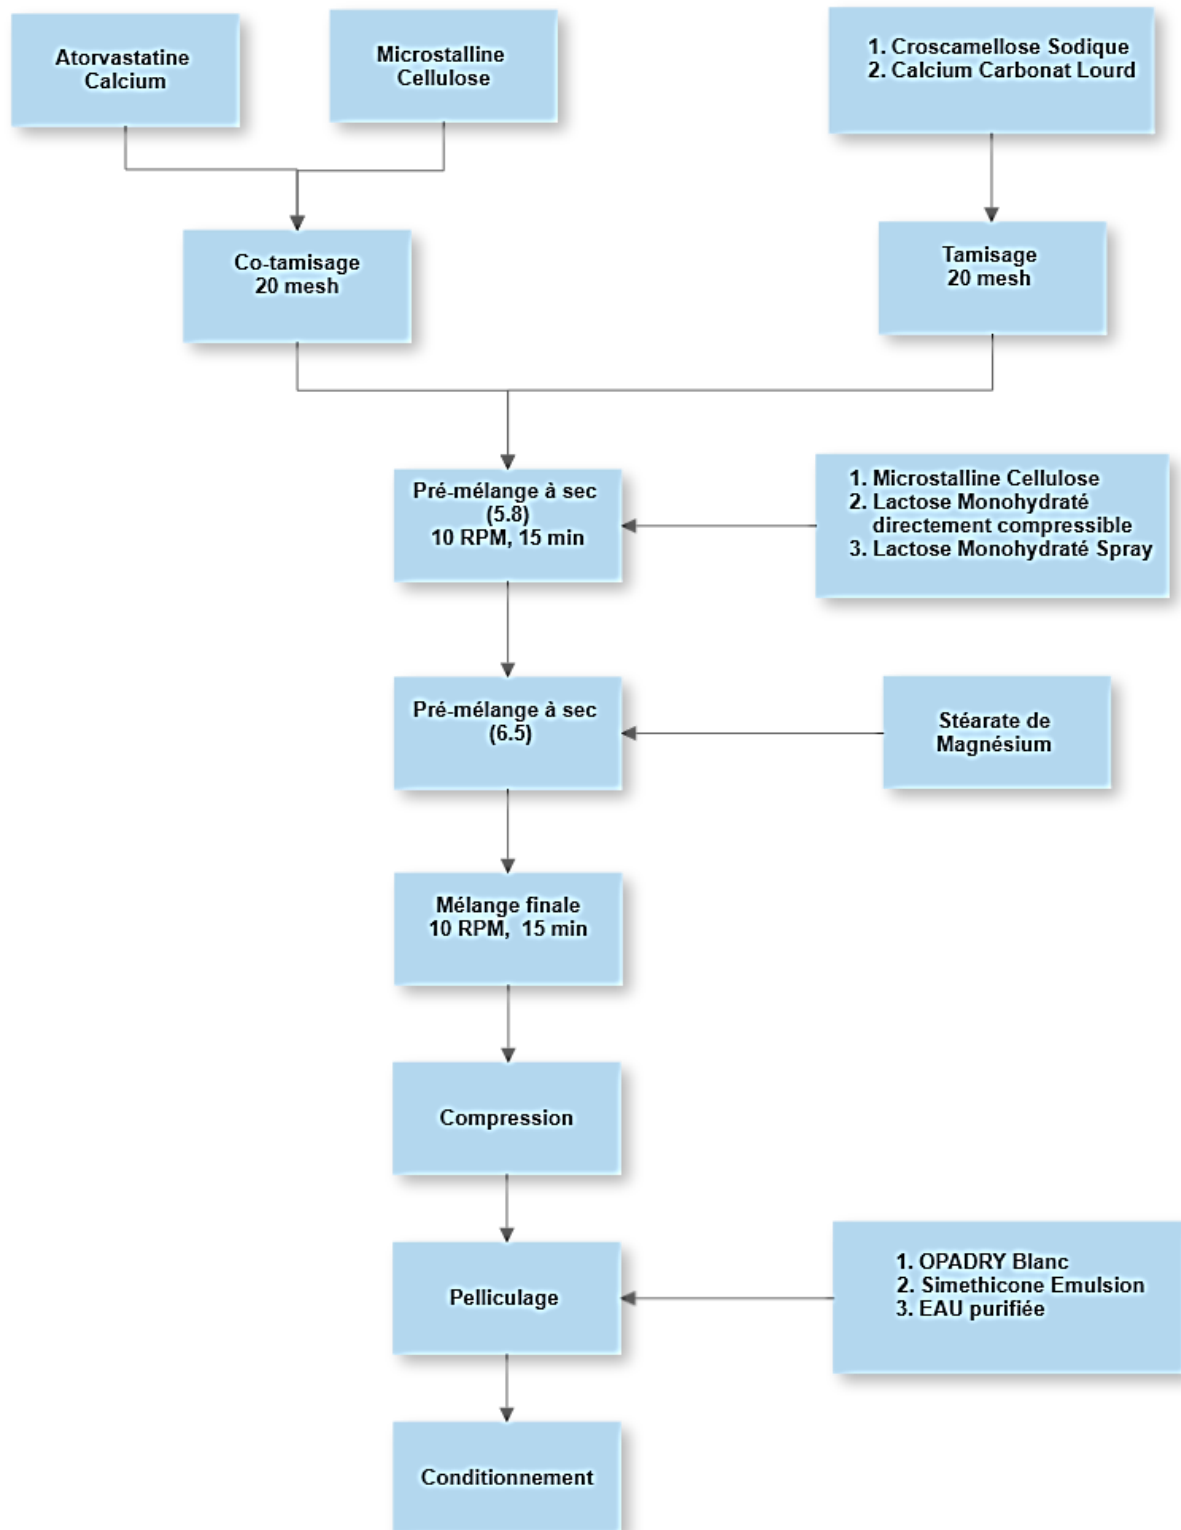 Atorvastatine
Calcium
Microstalline
Cellulose
1. Croscamellose Sodique
2. Calcium Carbonat Lourd
Co-tamisage
20 mesh
Tamisage
20 mesh
Pré-mélange à sec
(5.8)
10 RPM, 15 min
1. Microstalline Cellulose
2. Lactose Monohydraté
directement compressible
3. Lactose Monohydraté Spray
Pré-mélange à sec
(6.5)
Stéarate de
Magnésium
Mélange finale
10 RPM,  15 min
Compression
Pelliculage
1. OPADRY Blanc
2. Simethicone Emulsion
3. EAU purifiée
Conditionnement